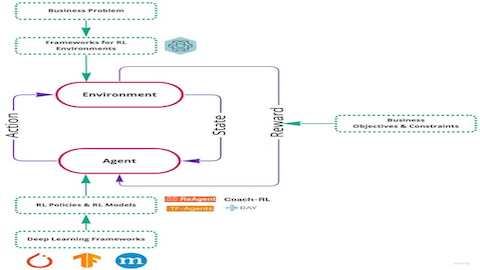 Business Problem
Frameworks for RL
Environments
Environment
Action
State
Reward
Business
Objectives & Constraints
Agent
RL Policies & RL Models
ReAgent
Coach-RL
TF-Agents
RAY
Deep Learning Frameworks
m